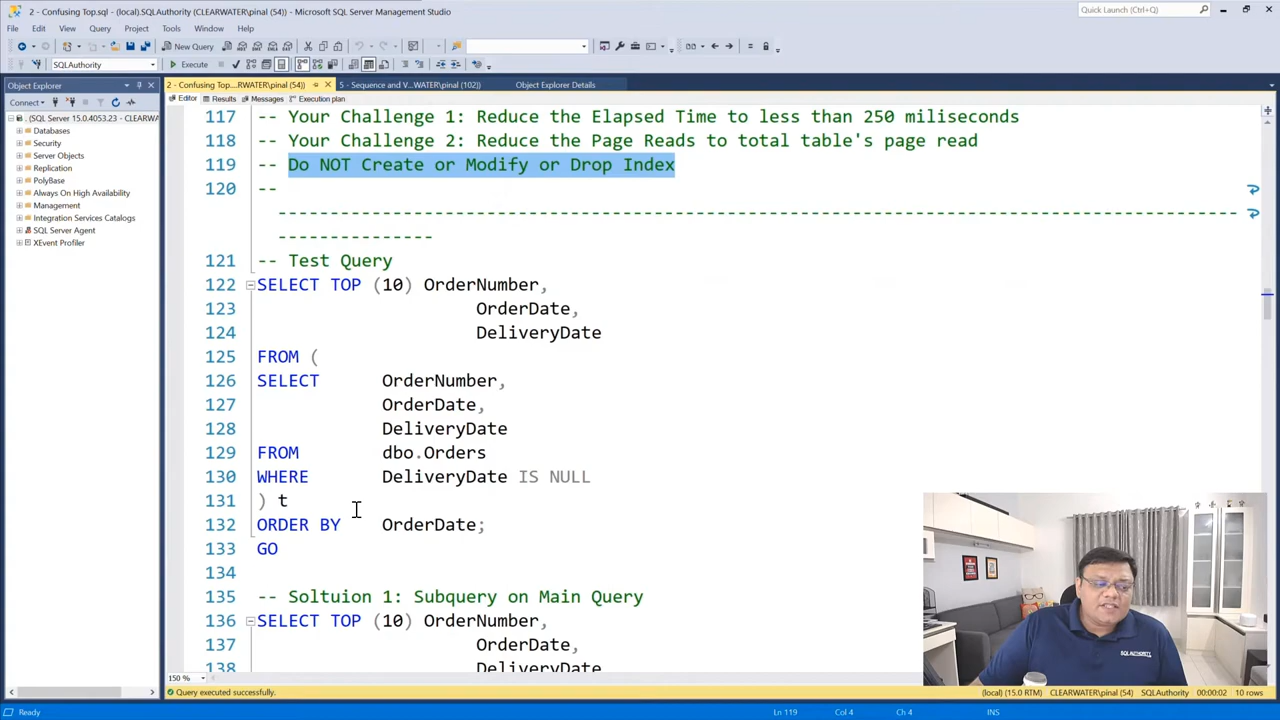 2 - Confusing Top.sql - (local).SQLAuthority (CLEARWATER\pinal (54)) - Microsoft SQL Server Management Studio
Quick Launch (Ctrl+Q)
File Edit View Query Project Tools Window Help
New Query
SQLAuthority
Execute
Object Explorer
2 - Confusing Top....RWATER\pinal (54))
5 - Sequence and V...WATER\pinal (102))
Object Explorer Details
Connect
Editor Results Messages Execution plan
. (SQL Server 15.0.4053.23 - CLEARWA
Databases
Security
Server Objects
Replication
PolyBase
Always On High Availability
Management
Integration Services Catalogs
SQL Server Agent
XEvent Profiler
117 -- Your Challenge 1: Reduce the Elapsed Time to less than 250 miliseconds
118 -- Your Challenge 2: Reduce the Page Reads to total table's page read
119 -- Do NOT Create or Modify or Drop Index
120 --
121 -- Test Query
122 SELECT TOP (10) OrderNumber,
123 OrderDate,
124 DeliveryDate
125 FROM (
126 SELECT OrderNumber,
127 OrderDate,
128 DeliveryDate
129 FROM dbo.Orders
130 WHERE DeliveryDate IS NULL
131 ) t
132 ORDER BY OrderDate;
133 GO
134
135 -- Soltuion 1: Subquery on Main Query
136 SELECT TOP (10) OrderNumber,
137 OrderDate,
138 DeliveryDate
SQLAUTHORITY
150 %
Query executed successfully.
(local) (15.0 RTM) CLEARWATER\pinal (54) SQLAuthority 00:00:02 10 rows
Ready
Ln 119 Col 4 Ch 4 INS